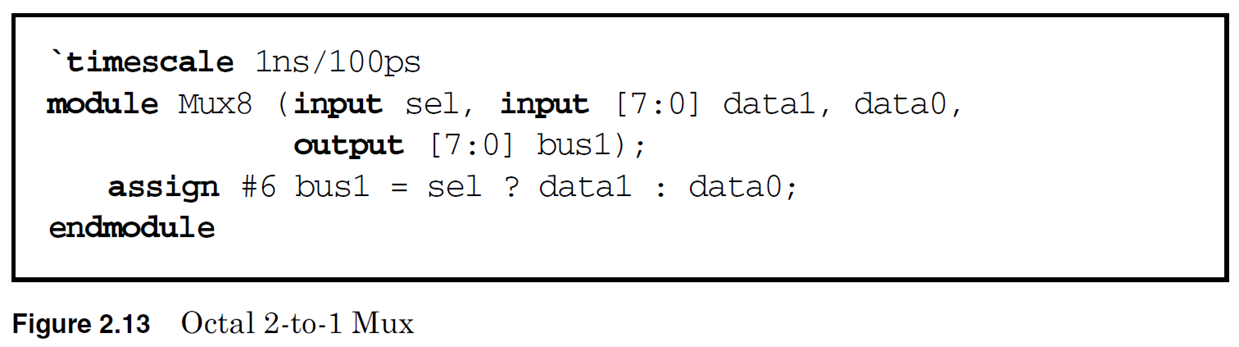 `timescale 1ns/100ps
module Mux8 (input sel, input [7:0] data1, data0,
output [7:0] bus1);
assign #6 bus1 = sel ? data1 : data0;
endmodule
Figure 2.13 Octal 2-to-1 Mux